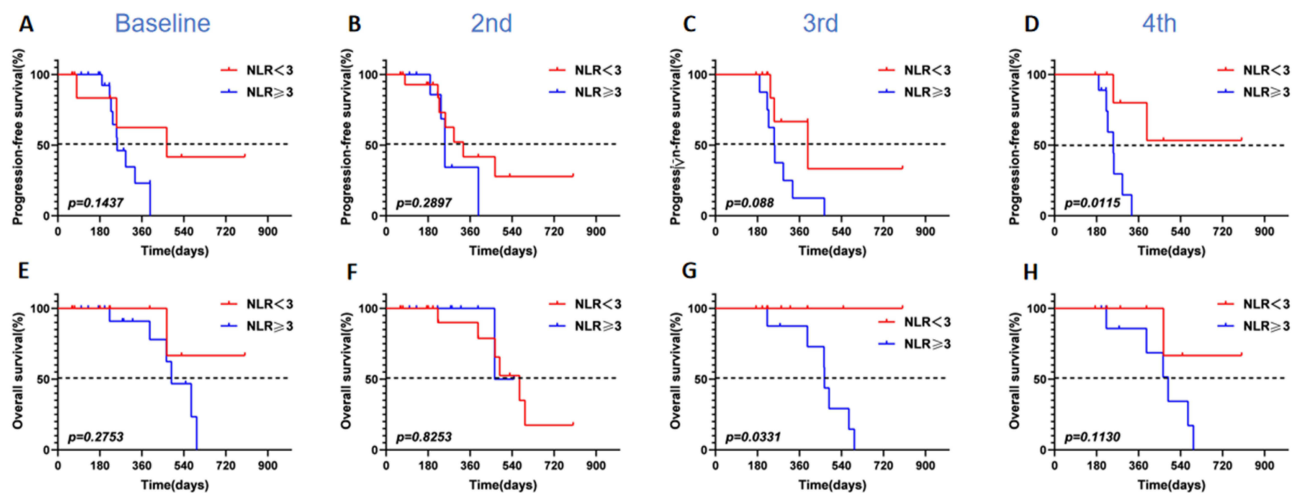 A Baseline B 2nd C 3rd D 4th
Progression-free survival(%)
100
50
0
NLR<3
NLR≥3
p=0.1437
0 180 360 540 720 900
Time(days)
Progression-free survival(%)
100
50
0
NLR<3
NLR≥3
p=0.2897
0 180 360 540 720 900
Time(days)
100
50
0
NLR<3
NLR≥3
p=0.088
0 180 360 540 720 900
Time(days)
Progression-free survival(%)
100
50
0
NLR<3
NLR≥3
p=0.0115
0 180 360 540 720 900
Time(days)
E F G H
Overall survival(%)
100
50
0
NLR<3
NLR≥3
p=0.2753
0 180 360 540 720 900
Time(days)
Overall survival(%)
100
50
0
NLR<3
NLR≥3
p=0.8253
0 180 360 540 720 900
Time(days)
Overall survival(%)
100
50
0
NLR<3
NLR≥3
p=0.0331
0 180 360 540 720 900
Time(days)
Overall survival(%)
100
50
0
NLR<3
NLR≥3
p=0.1130
0 180 360 540 720 900
Time(days)